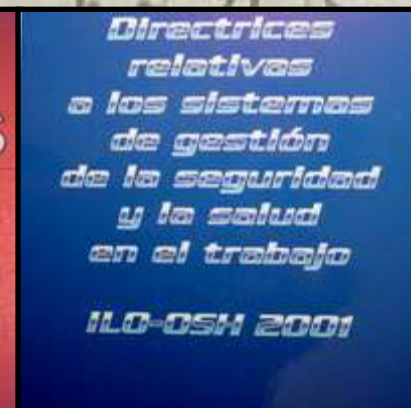 Directrices
relativas
a los sistemas
de gestión
de la seguridad
y la salud
en el trabajo
ILO-OSH 2001